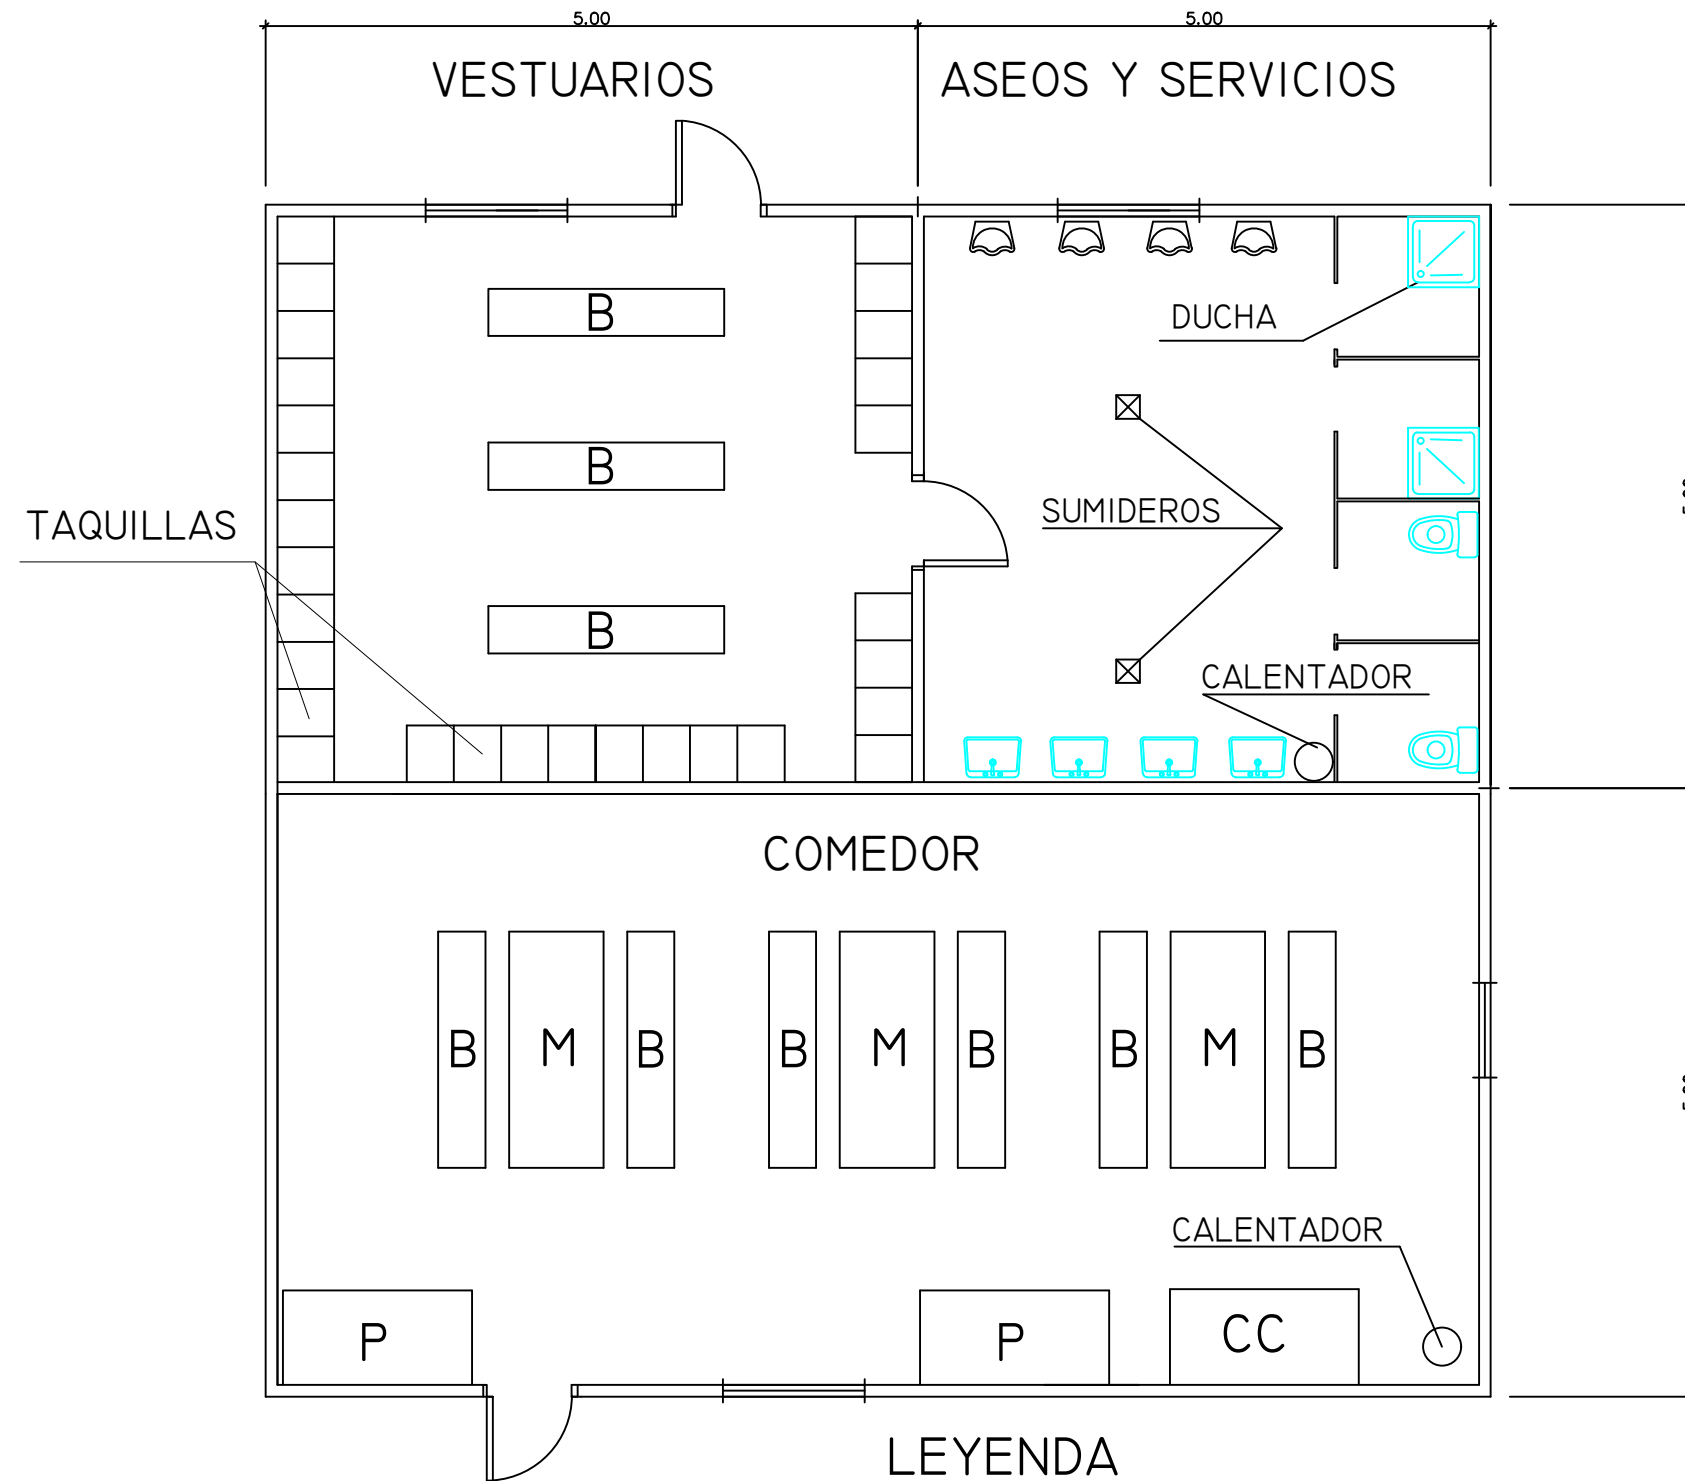 5.00 5.00
VESTUARIOS ASEOS Y SERVICIOS
B
DUCHA
B
SUMIDEROS
TAQUILLAS
B
CALENTADOR
COMEDOR
B M B B M B B M B
CALENTADOR
P P CC
LEYENDA